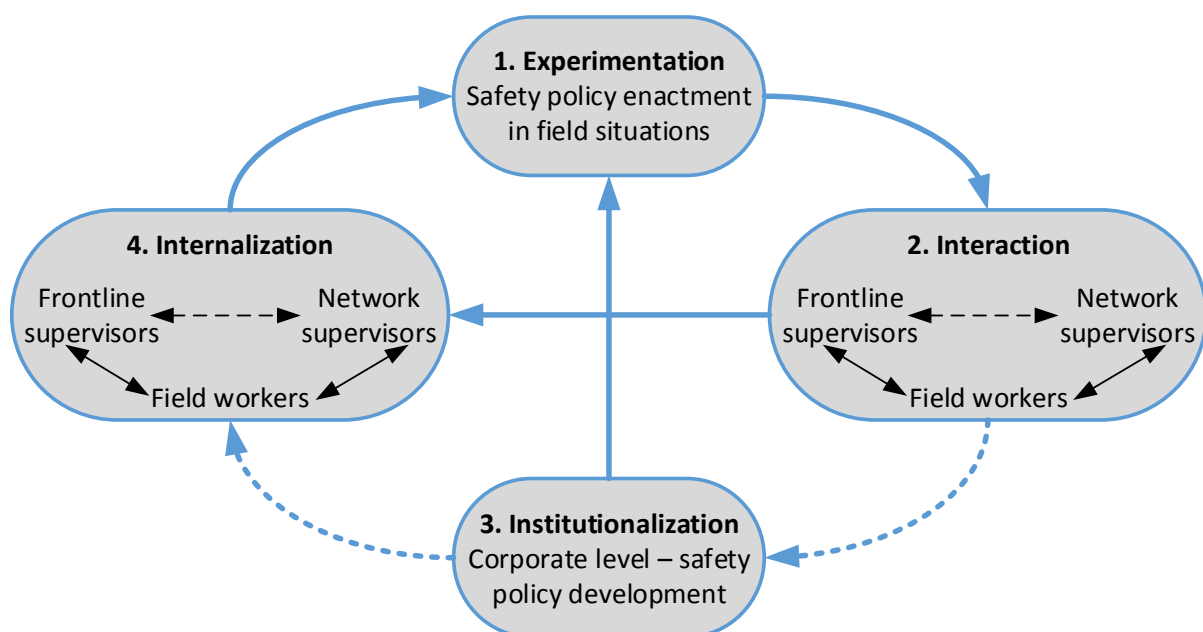 1. Experimentation
Safety policy enactment
in field situations
4. Internalization
Frontline
supervisors
Network
supervisors
Field workers
2. Interaction
Frontline
supervisors
Network
supervisors
Field workers
3. Institutionalization
Corporate level – safety
policy development